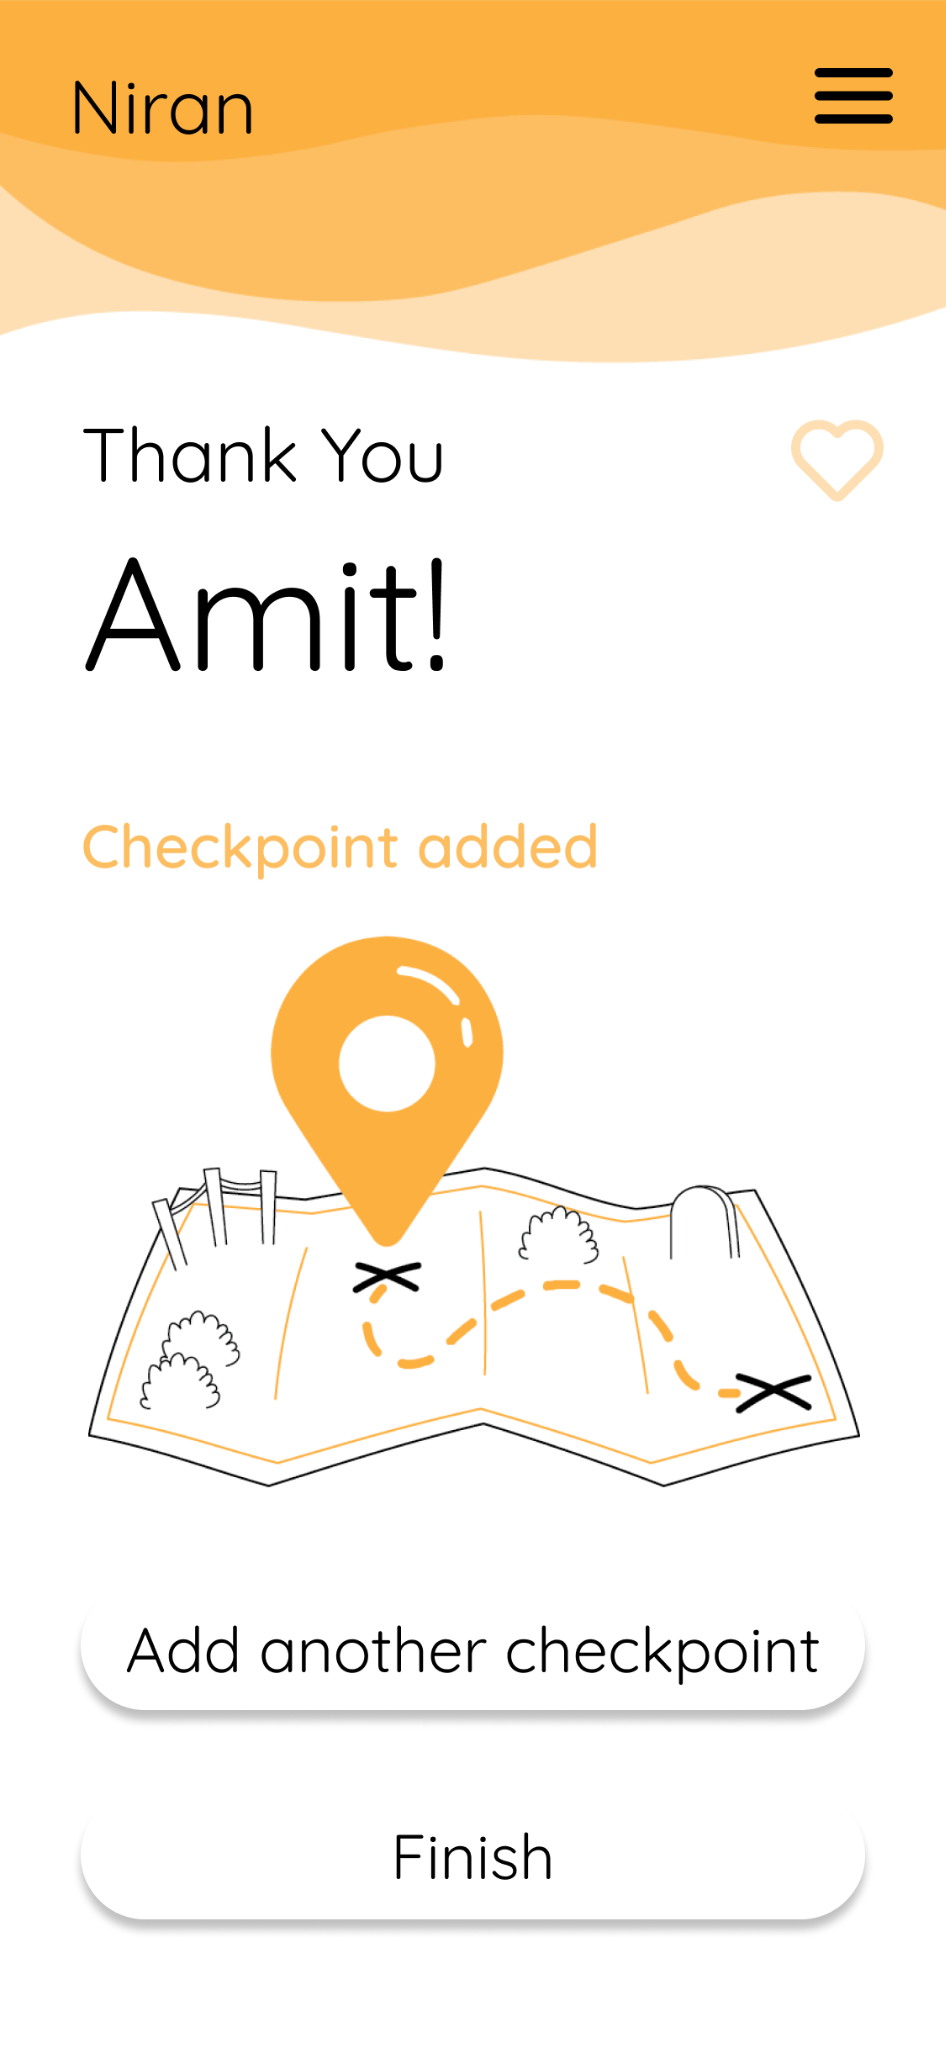 Niran
Thank You
Amit!
Checkpoint added
Add another checkpoint
Finish